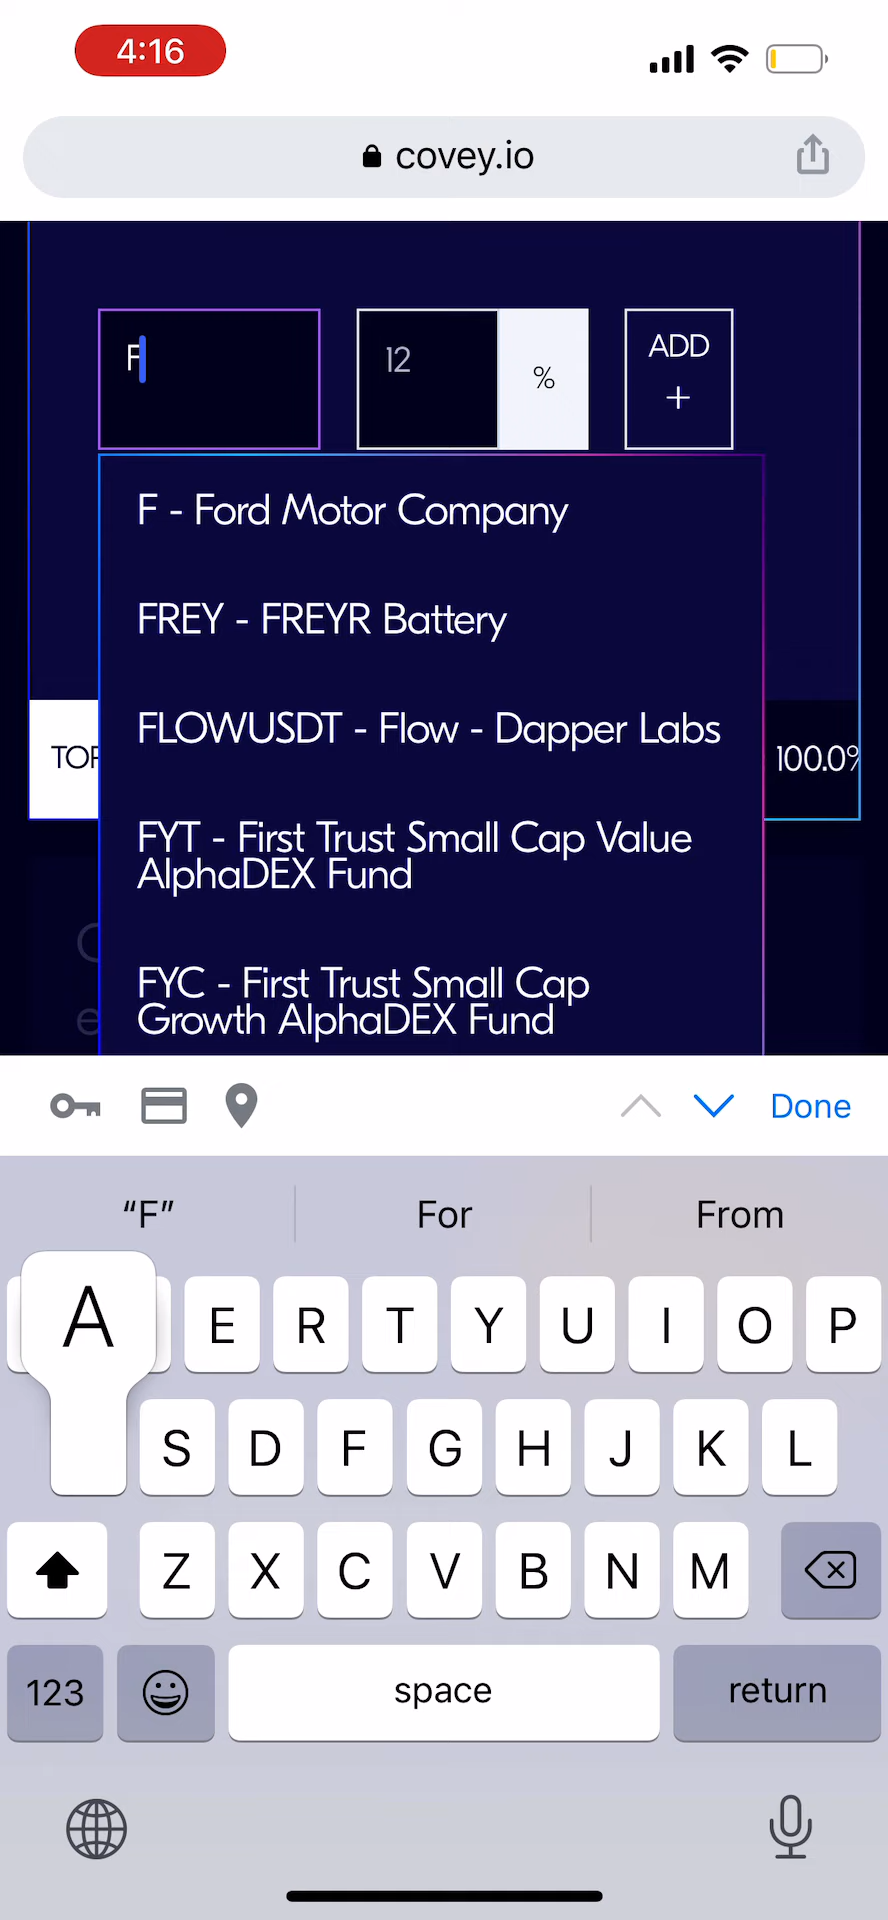 4:16
covey.io
F
12
%
ADD
+
F - Ford Motor Company
FREY - FREYR Battery
FLOWUSDT - Flow - Dapper Labs
TOP
100.0%
FYT - First Trust Small Cap Value
AlphaDEX Fund
FYC - First Trust Small Cap
Growth AlphaDEX Fund
Done
“F”
For
From
A
E R T Y U I O P
S D F G H J K L
Z X C V B N M
123
space
return